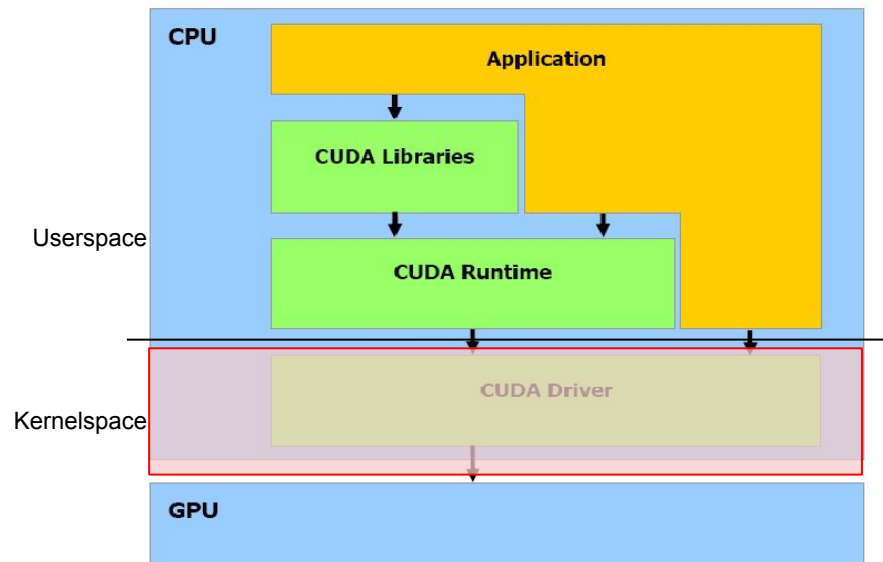 CPU
Application
CUDA Libraries
Userspace
CUDA Runtime
CUDA Driver
Kernelspace
GPU